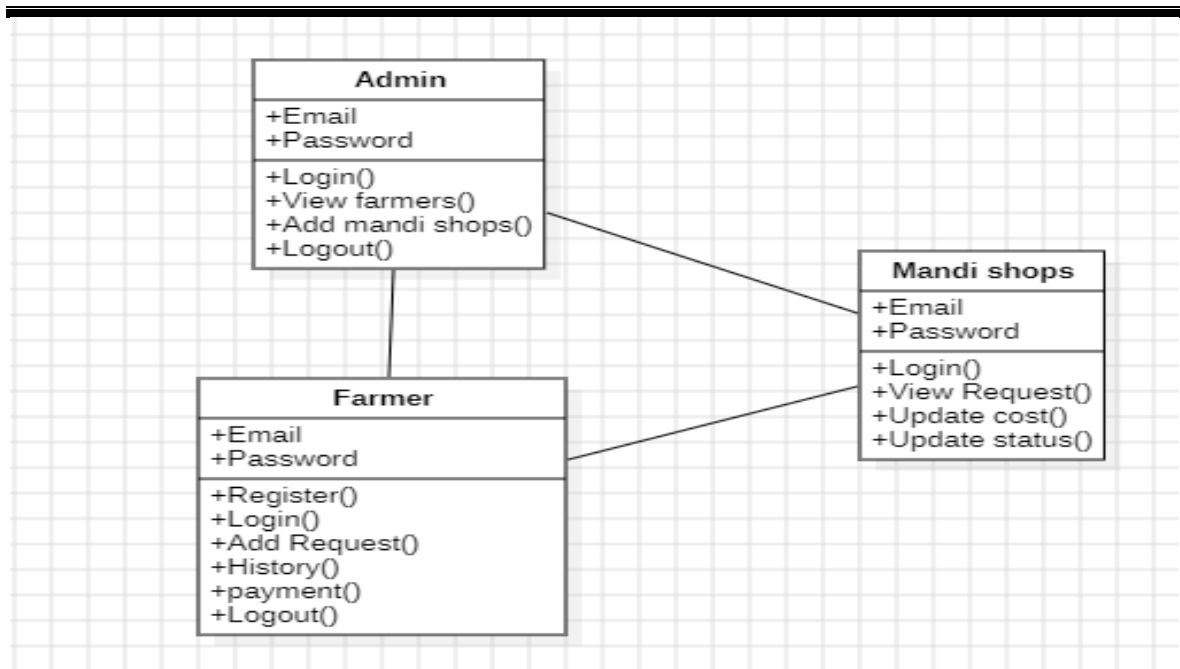 Admin
+Email
+Password
+Login()
+View farmers()
+Add mandi shops()
+Logout()
Mandi shops
+Email
+Password
+Login()
+View Request()
+Update cost()
+Update status()
Farmer
+Email
+Password
+Register()
+Login()
+Add Request()
+History()
+payment()
+Logout()